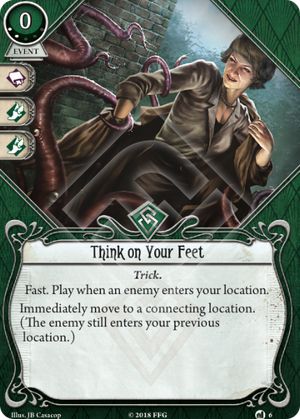 0
EVENT
Think on Your Feet
Trick.
Fast. Play when an enemy enters your location.
Immediately move to a connecting location.
(The enemy still enters your previous
location.)
Illus. JB Casacop
© 2018 FFG
6